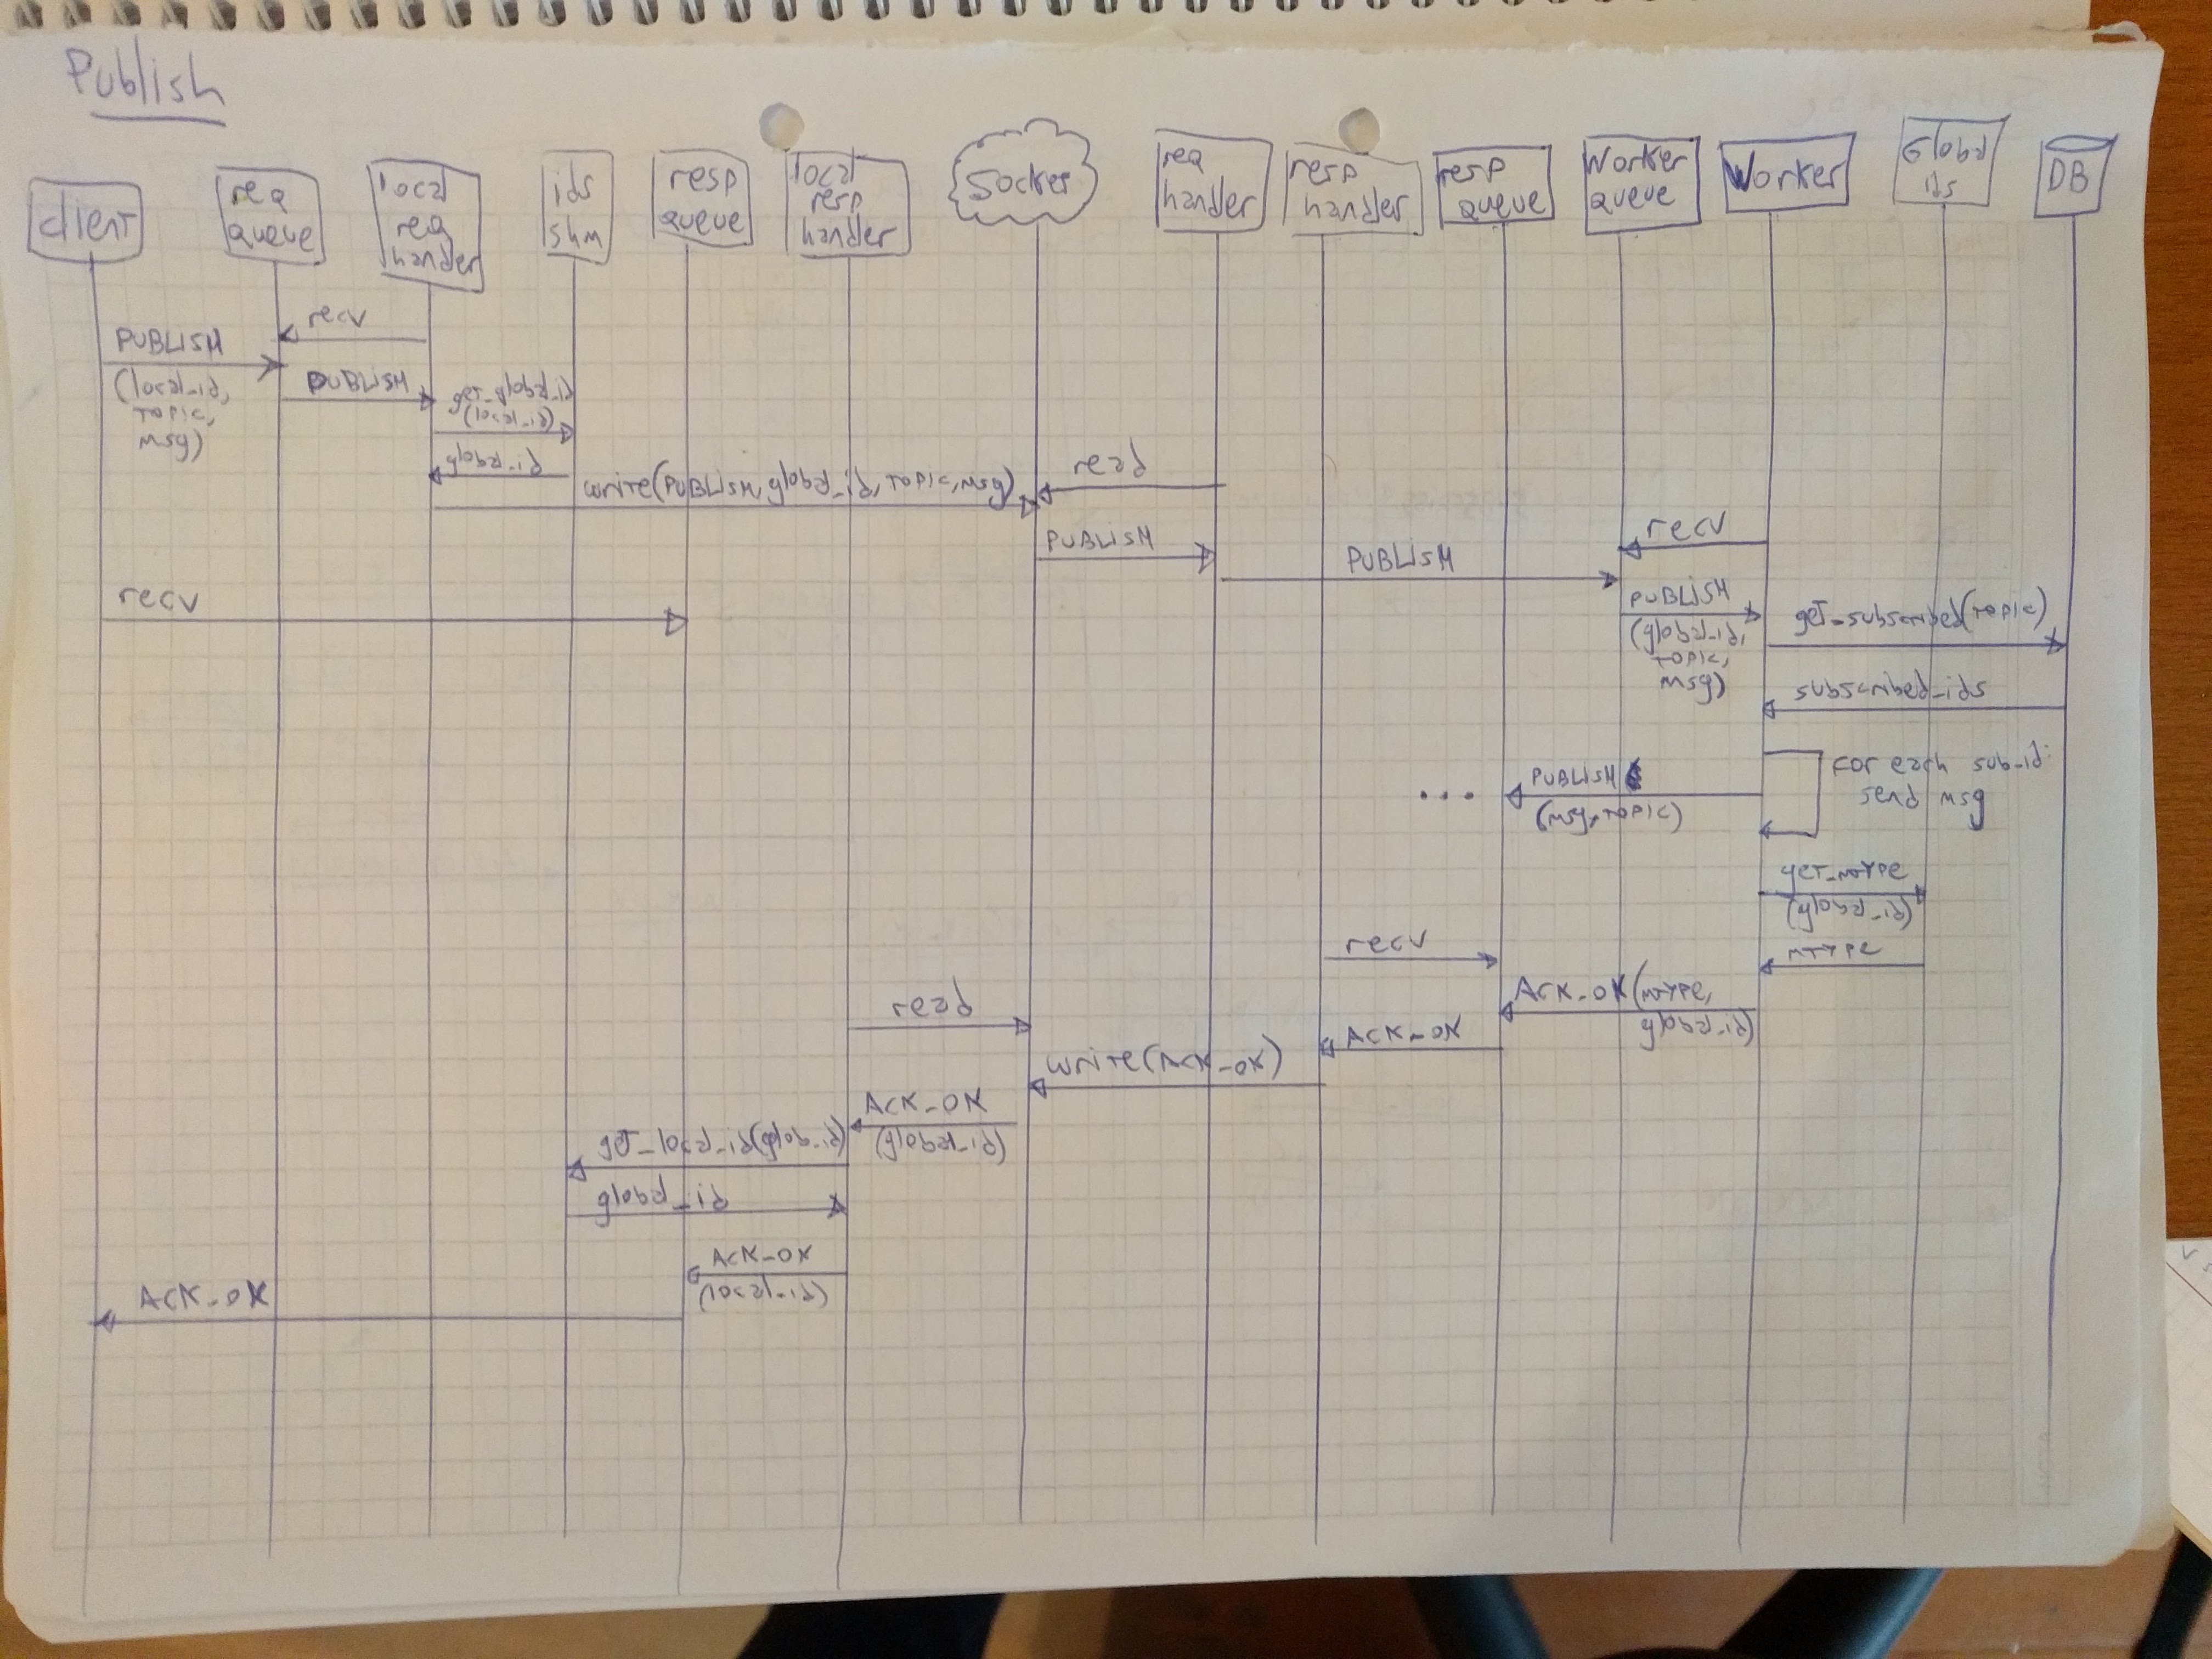 Publish
client
req
queue
local
req
handler
ids
shm
resp
queue
local
resp
handler
Socket
req
handler
resp
handler
resp
queue
Worker
queue
Worker
Global
ids
DB
recv
PUBLISH
(local_id,
topic,
msg)
PUBLISH
get_global_id
(local_id)
global_id
write(PUBLISH, global_id, topic, msg)
read
PUBLISH
PUBLISH
recv
PUBLISH
(global_id,
topic,
msg)
get_subscribed(topic)
recv
subscribed_ids
for each sub_id:
send msg
...
PUBLISH
(msg, topic)
get_mtype
(global_id)
mtype
recv
ACK_OK(mtype,
global_id)
read
ACK_OK
write(ACK_OK)
ACK_OK
(global_id)
get_local_id(glob_id)
global_id
ACK_OK
(local_id)
ACK_OK